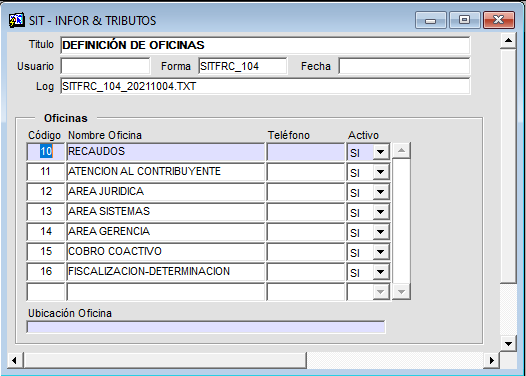 SIT - INFOR & TRIBUTOS
Titulo DEFINICIÓN DE OFICINAS
Usuario Forma SITFRC_104 Fecha
Log SITFRC_104_20211004.TXT
Oficinas
Código Nombre Oficina Teléfono Activo
10 RECAUDOS SI
11 ATENCION AL CONTRIBUYENTE SI
12 AREA JURIDICA SI
13 AREA SISTEMAS SI
14 AREA GERENCIA SI
15 COBRO COACTIVO SI
16 FISCALIZACION-DETERMINACION SI
Ubicación Oficina